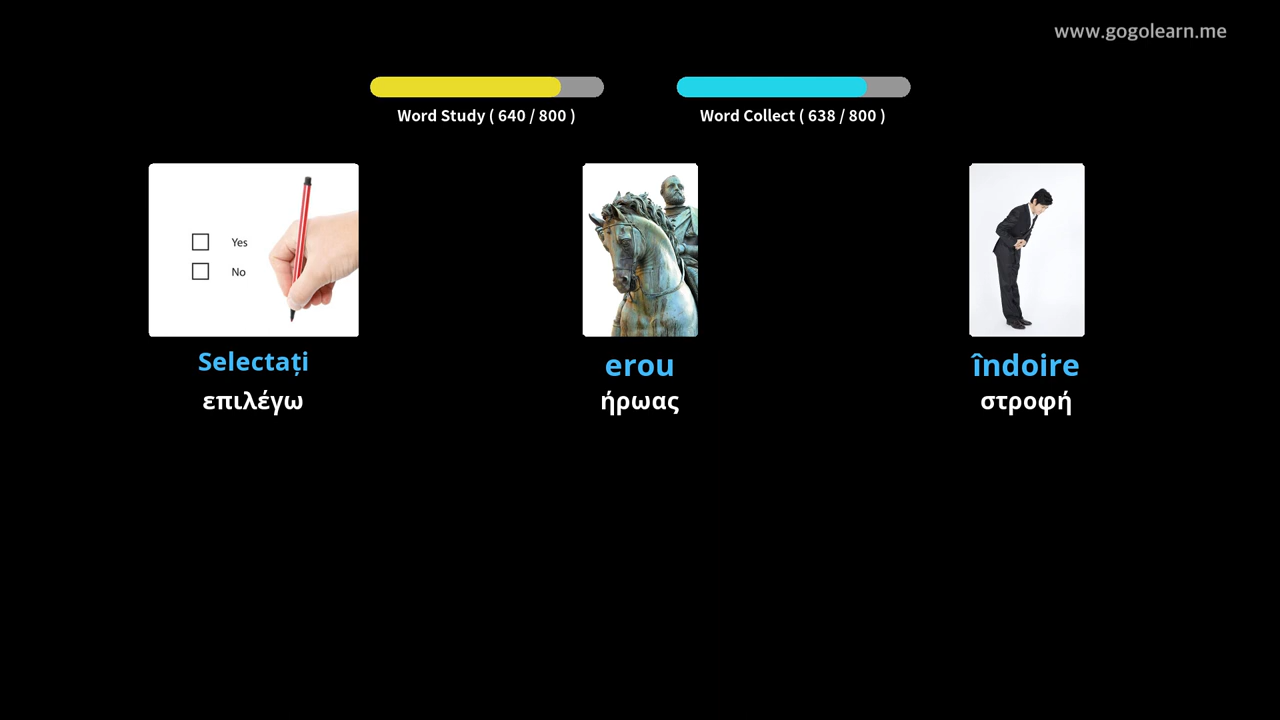 www.gogolearn.me
Word Study ( 640 / 800 )
Word Collect ( 638 / 800 )
Yes
No
Selectați
erou
îndoire
επιλέγω
ήρωας
στροφή